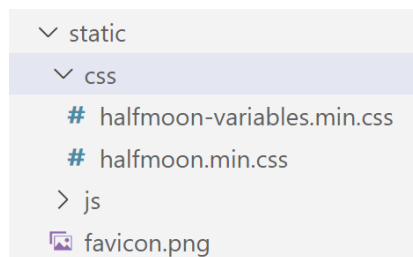 static
css
# halfmoon-variables.min.css
# halfmoon.min.css
js
favicon.png